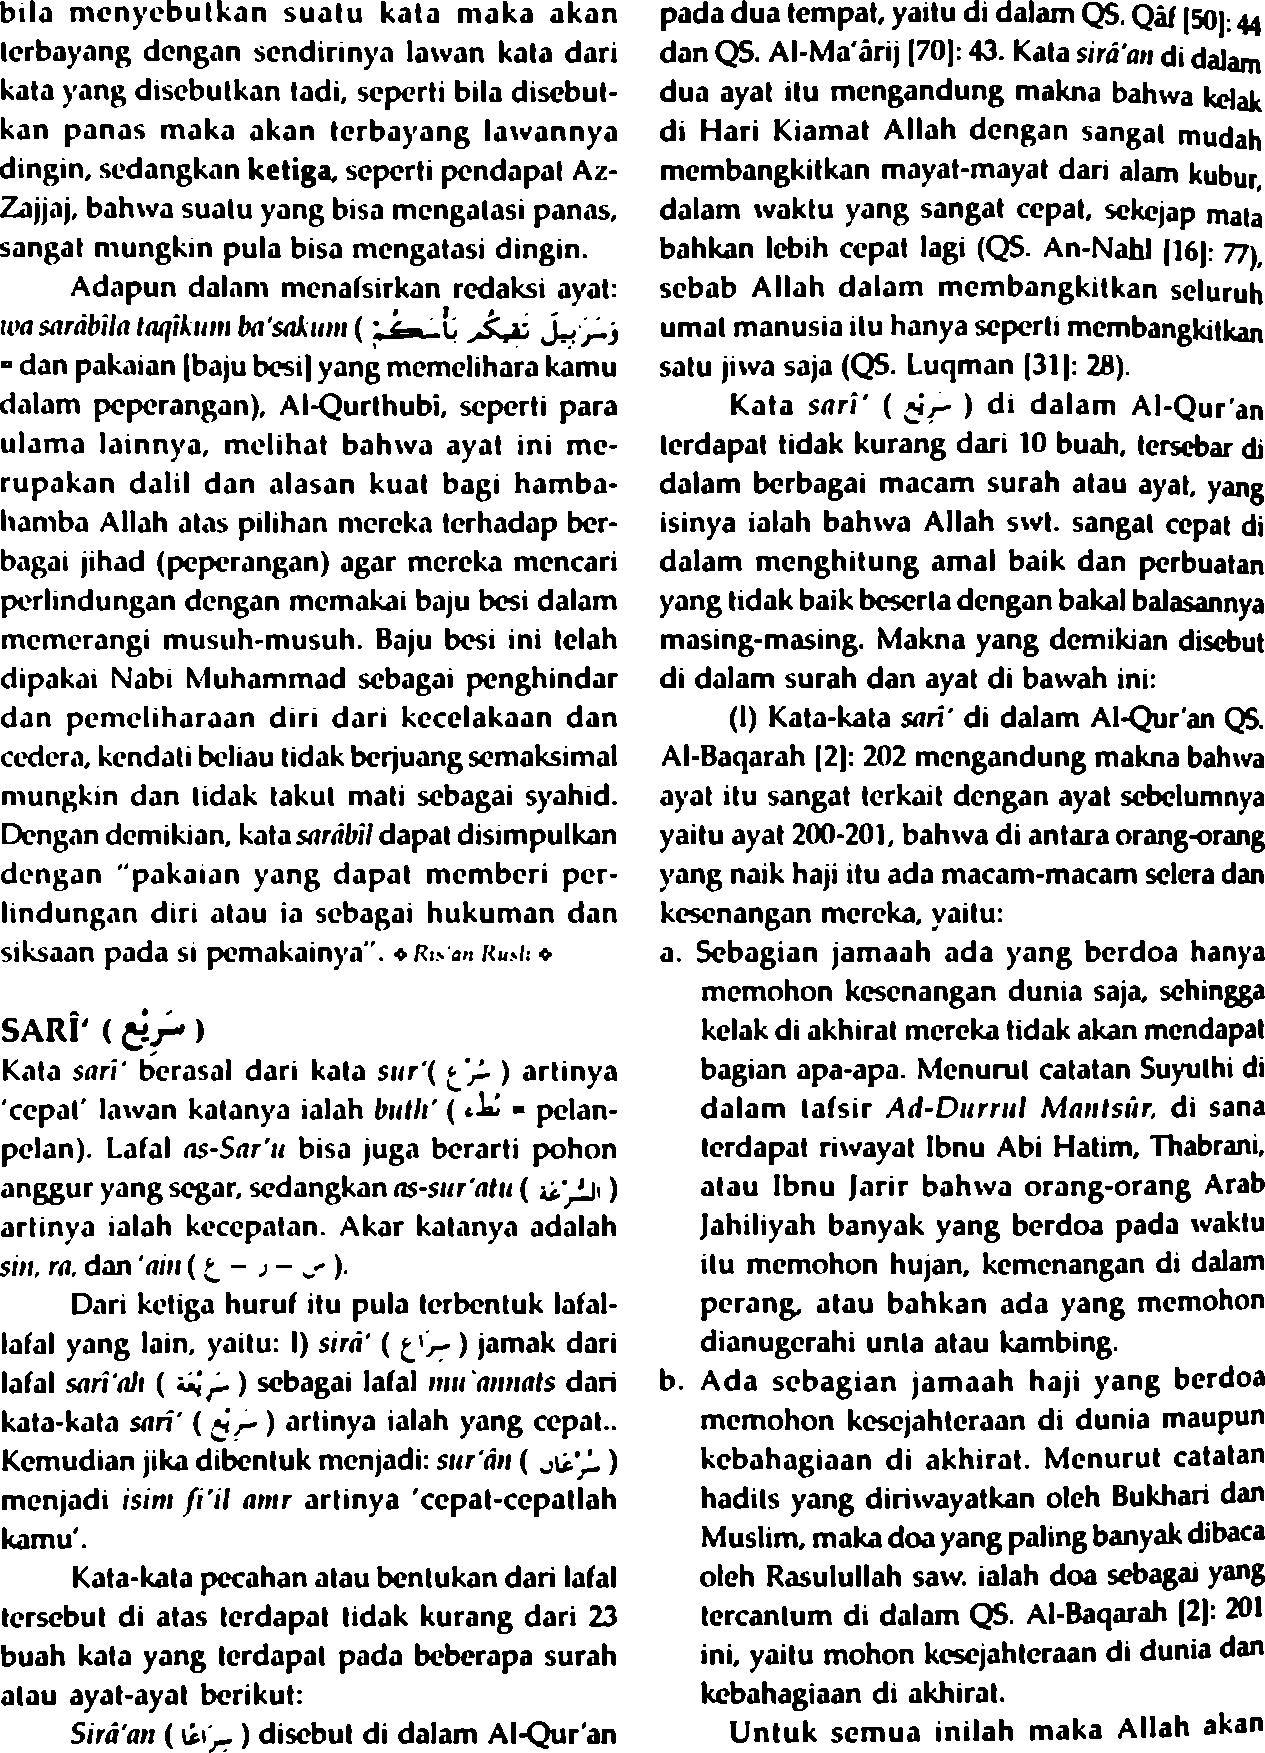 bila menyebutkan suatu kata maka akan
terbayang dengan sendirinya lawan kata dari
kata yang disebutkan tadi, seperti bila disebut-
kan panas maka akan terbayang lawannya
dingin, sedangkan ketiga, seperti pendapat Az-
Zajjaj, bahwa suatu yang bisa mengatasi panas,
sangat mungkin pula bisa mengatasi dingin.
Adapun dalam menafsirkan redaksi ayat:
wa sarâbîla taqîkum ba'sakum ( وَسَرَابِيلَ تَقِيكُم بَأْسَكُمْ
= dan pakaian [baju besi] yang memelihara kamu
dalam peperangan), Al-Qurthubî, seperti para
ulama lainnya, melihat bahwa ayat ini me-
rupakan dalil dan alasan kuat bagi hamba-
hamba Allah atas pilihan mereka terhadap ber-
bagai jihad (peperangan) agar mereka mencari
perlindungan dengan memakai baju besi dalam
memerangi musuh-musuh. Baju besi ini telah
dipakai Nabi Muhammad sebagai penghindar
dan pemeliharaan diri dari kecelakaan dan
cedera, kendati beliau tidak berjuang semaksimal
mungkin dan tidak takut mati sebagai syahid.
Dengan demikian, kata sarâbîl dapat disimpulkan
dengan "pakaian yang dapat memberi per-
lindungan diri atau ia sebagai hukuman dan
siksaan pada si pemakainya". ❖ Ris'an Rusli ❖
SARÎ' ( سَرِيْع )
Kata sarî' berasal dari kata sur'( سُرْع ) artinya
'cepat' lawan katanya ialah buth' ( بُطْء = pelan-
pelan). Lafal as-Sar'u bisa juga berarti pohon
anggur yang segar, sedangkan as-sur'atu ( السُّرْعَة )
artinya ialah kecepatan. Akar katanya adalah
sin, ra, dan 'ain ( س – ر – ع ).
Dari ketiga huruf itu pula terbentuk lafal-
lafal yang lain, yaitu: 1) sirâ' ( سِرَاع ) jamak dari
lafal sarî'ah ( سَرِيْعَة ) sebagai lafal mu'annats dari
kata-kata sarî' ( سَرِيْع ) artinya ialah yang cepat..
Kemudian jika dibentuk menjadi: sur'ân ( سُرْعَان )
menjadi isim fi'il amr artinya 'cepat-cepatlah
kamu'.
Kata-kata pecahan atau bentukan dari lafal
tersebut di atas terdapat tidak kurang dari 23
buah kata yang terdapat pada beberapa surah
atau ayat-ayat berikut:
Sirâ'an ( سِرَاعًا ) disebut di dalam Al-Qur'an
pada dua tempat, yaitu di dalam QS. Qâf [50]: 44
dan QS. Al-Ma'ârij [70]: 43. Kata sirâ'an di dalam
dua ayat itu mengandung makna bahwa kelak
di Hari Kiamat Allah dengan sangat mudah
membangkitkan mayat-mayat dari alam kubur,
dalam waktu yang sangat cepat, sekejap mata
bahkan lebih cepat lagi (QS. An-Nahl [16]: 77),
sebab Allah dalam membangkitkan seluruh
umat manusia itu hanya seperti membangkitkan
satu jiwa saja (QS. Luqman [31]: 28).
Kata sarî' ( سَرِيْع ) di dalam Al-Qur'an
terdapat tidak kurang dari 10 buah, tersebar di
dalam berbagai macam surah atau ayat, yang
isinya ialah bahwa Allah swt. sangat cepat di
dalam menghitung amal baik dan perbuatan
yang tidak baik beserta dengan bakal balasannya
masing-masing. Makna yang demikian disebut
di dalam surah dan ayat di bawah ini:
(1) Kata-kata sarî' di dalam Al-Qur'an QS.
Al-Baqarah [2]: 202 mengandung makna bahwa
ayat itu sangat terkait dengan ayat sebelumnya
yaitu ayat 200-201, bahwa di antara orang-orang
yang naik haji itu ada macam-macam selera dan
kesenangan mereka, yaitu:
a. Sebagian jamaah ada yang berdoa hanya
memohon kesenangan dunia saja, sehingga
kelak di akhirat mereka tidak akan mendapat
bagian apa-apa. Menurut catatan Suyuthi di
dalam tafsir Ad-Durrul Mantsûr, di sana
terdapat riwayat Ibnu Abi Hatim, Thabrani,
atau Ibnu Jarir bahwa orang-orang Arab
Jahiliyah banyak yang berdoa pada waktu
itu memohon hujan, kemenangan di dalam
perang, atau bahkan ada yang memohon
dianugerahi unta atau kambing.
b. Ada sebagian jamaah haji yang berdoa
memohon kesejahteraan di dunia maupun
kebahagiaan di akhirat. Menurut catatan
hadits yang diriwayatkan oleh Bukhari dan
Muslim, maka doa yang paling banyak dibaca
oleh Rasulullah saw. ialah doa sebagai yang
tercantum di dalam QS. Al-Baqarah [2]: 201
ini, yaitu mohon kesejahteraan di dunia dan
kebahagiaan di akhirat.
Untuk semua inilah maka Allah akan